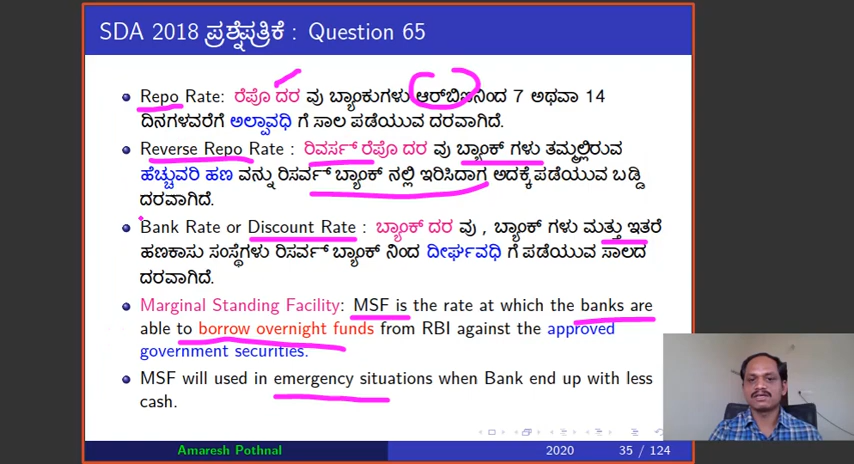 SDA 2018 ಪ್ರಶ್ನೆಪತ್ರಿಕೆ : Question 65
Repo Rate: ರೆಪೊ ದರ ವು ಬ್ಯಾಂಕುಗಳು ಆರ್‌ಬಿಐನಿಂದ 7 ಅಥವಾ 14
ದಿನಗಳವರೆಗೆ ಅಲ್ಪಾವಧಿ ಗೆ ಸಾಲ ಪಡೆಯುವ ದರವಾಗಿದೆ.
Reverse Repo Rate : ರಿವರ್ಸ್ ರೆಪೊ ದರ ವು ಬ್ಯಾಂಕ್ ಗಳು ತಮ್ಮಲ್ಲಿರುವ
ಹೆಚ್ಚುವರಿ ಹಣ ವನ್ನು ರಿಸರ್ವ್ ಬ್ಯಾಂಕ್ ನಲ್ಲಿ ಇರಿಸಿದಾಗ ಅದಕ್ಕೆ ಪಡೆಯುವ ಬಡ್ಡಿ
ದರವಾಗಿದೆ.
Bank Rate or Discount Rate : ಬ್ಯಾಂಕ್ ದರ ವು , ಬ್ಯಾಂಕ್ ಗಳು ಮತ್ತು ಇತರೆ
ಹಣಕಾಸು ಸಂಸ್ಥೆಗಳು ರಿಸರ್ವ್ ಬ್ಯಾಂಕ್ ನಿಂದ ದೀರ್ಘವಧಿ ಗೆ ಪಡೆಯುವ ಸಾಲದ
ದರವಾಗಿದೆ.
Marginal Standing Facility: MSF is the rate at which the banks are
able to borrow overnight funds from RBI against the approved
government securities.
MSF will used in emergency situations when Bank end up with less
cash.
Amaresh Pothnal 2020 35 / 124